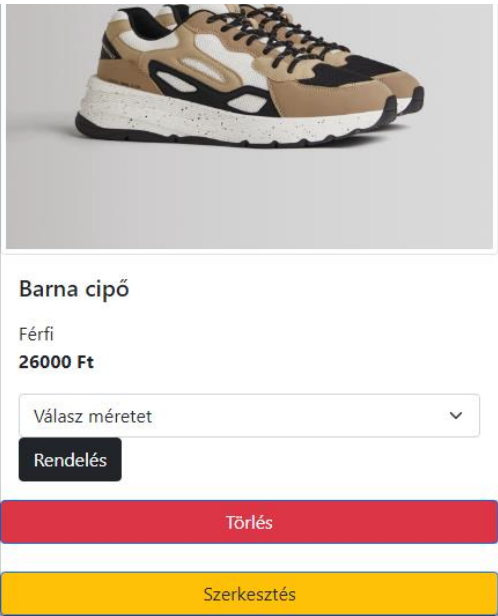 Barna cipő
Férfi
26000 Ft
Válasz méretet
Rendelés
Törlés
Szerkesztés